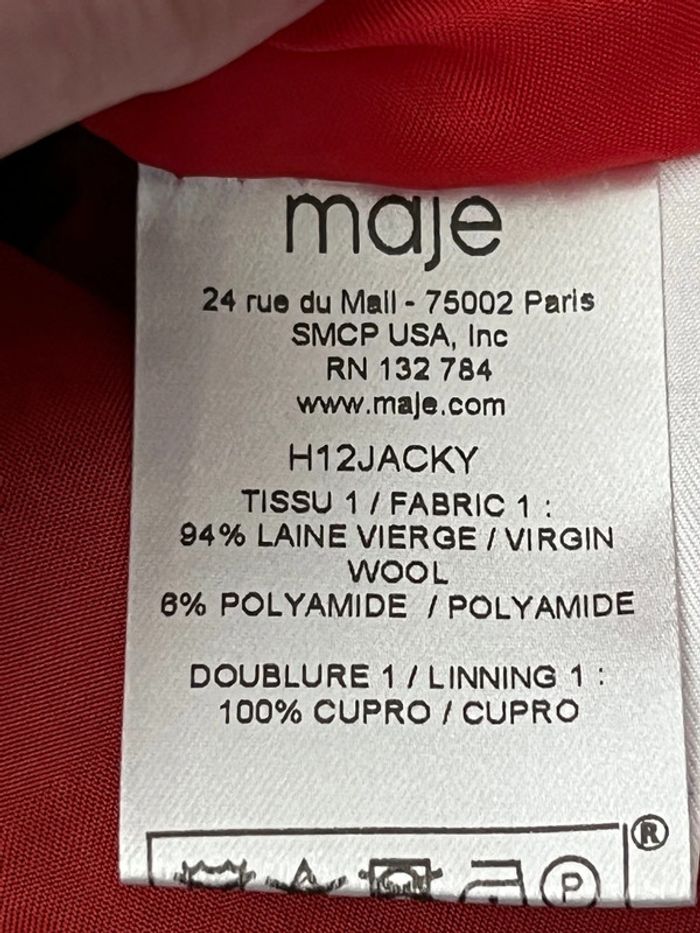 maje
24 rue du Mail - 75002 Paris
SMCP USA, Inc
RN 132 784
www.maje.com
H12JACKY
TISSU 1 / FABRIC 1 :
94% LAINE VIERGE / VIRGIN
WOOL
6% POLYAMIDE / POLYAMIDE
DOUBLURE 1 / LINNING 1 :
100% CUPRO / CUPRO
®
P